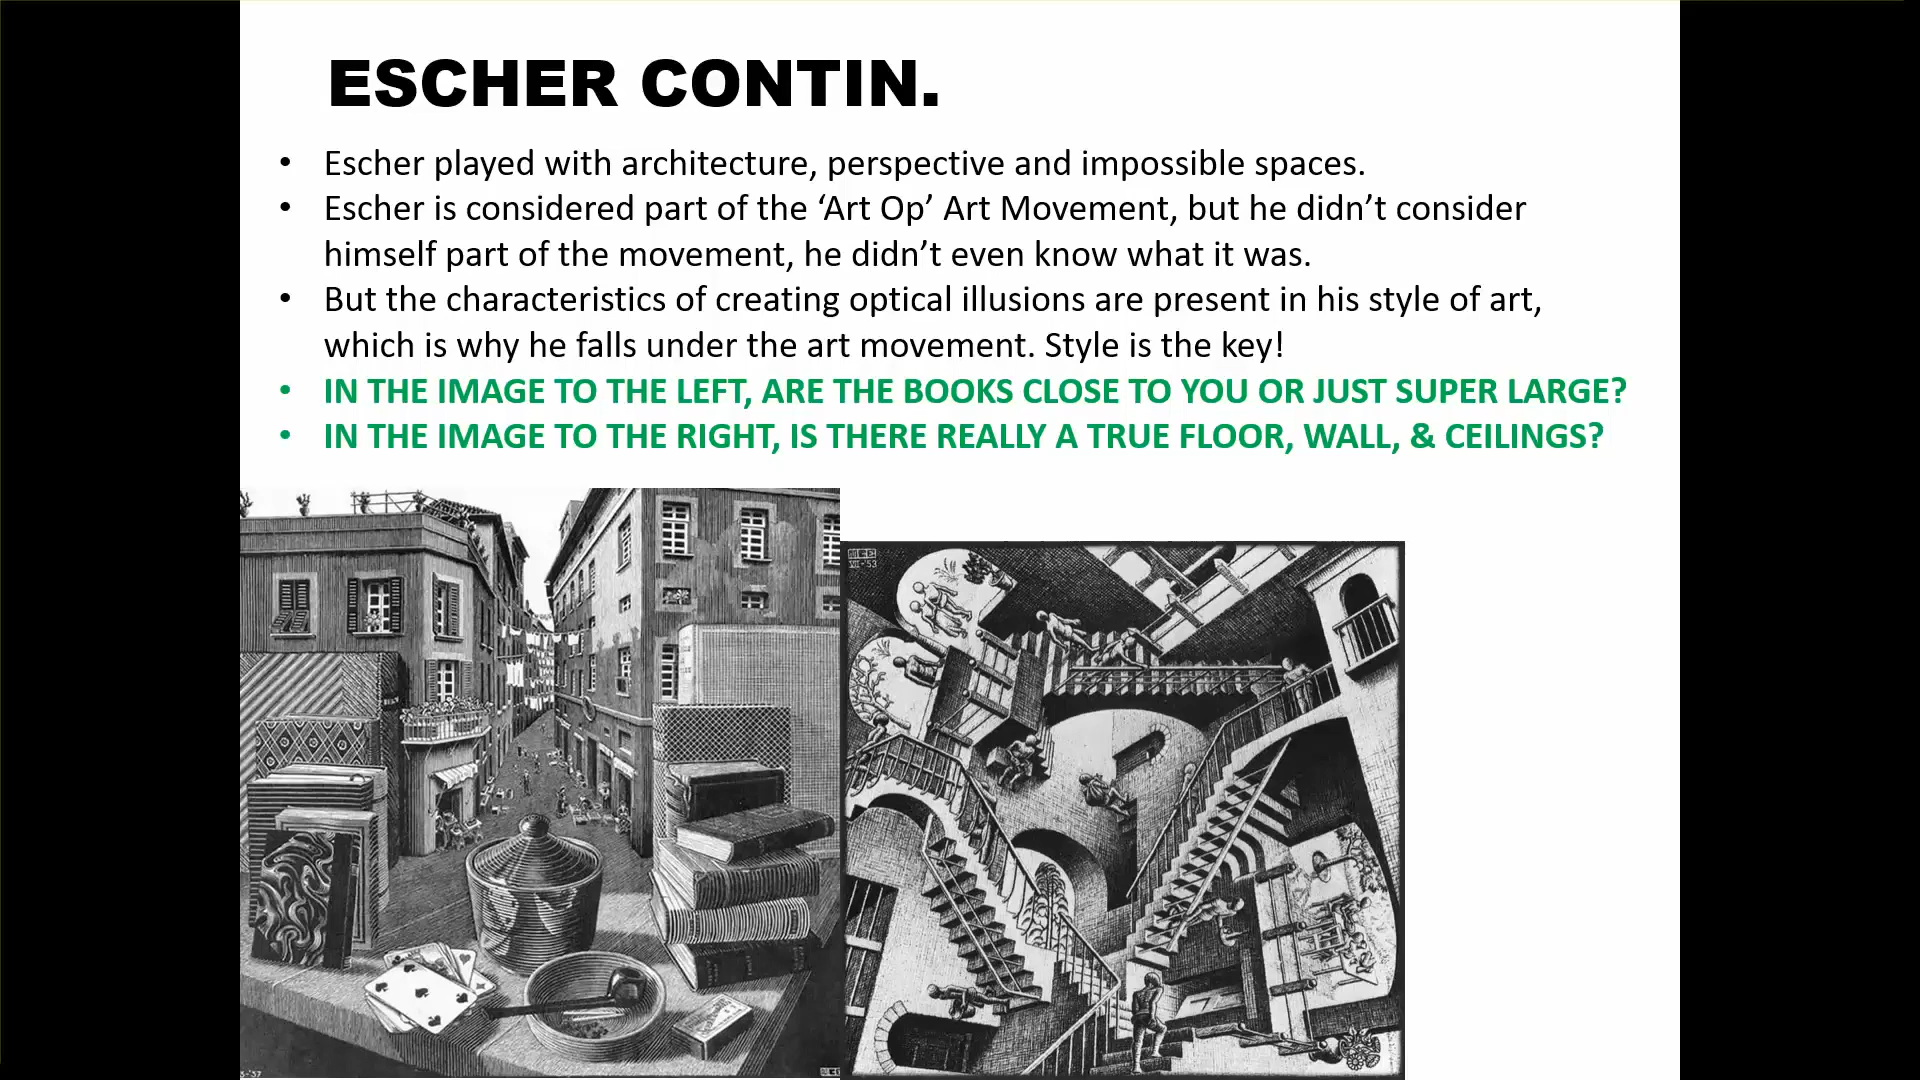 ESCHER CONTIN.
• Escher played with architecture, perspective and impossible spaces.
• Escher is considered part of the ‘Art Op’ Art Movement, but he didn’t consider
himself part of the movement, he didn’t even know what it was.
• But the characteristics of creating optical illusions are present in his style of art,
which is why he falls under the art movement. Style is the key!
• IN THE IMAGE TO THE LEFT, ARE THE BOOKS CLOSE TO YOU OR JUST SUPER LARGE?
• IN THE IMAGE TO THE RIGHT, IS THERE REALLY A TRUE FLOOR, WALL, & CEILINGS?